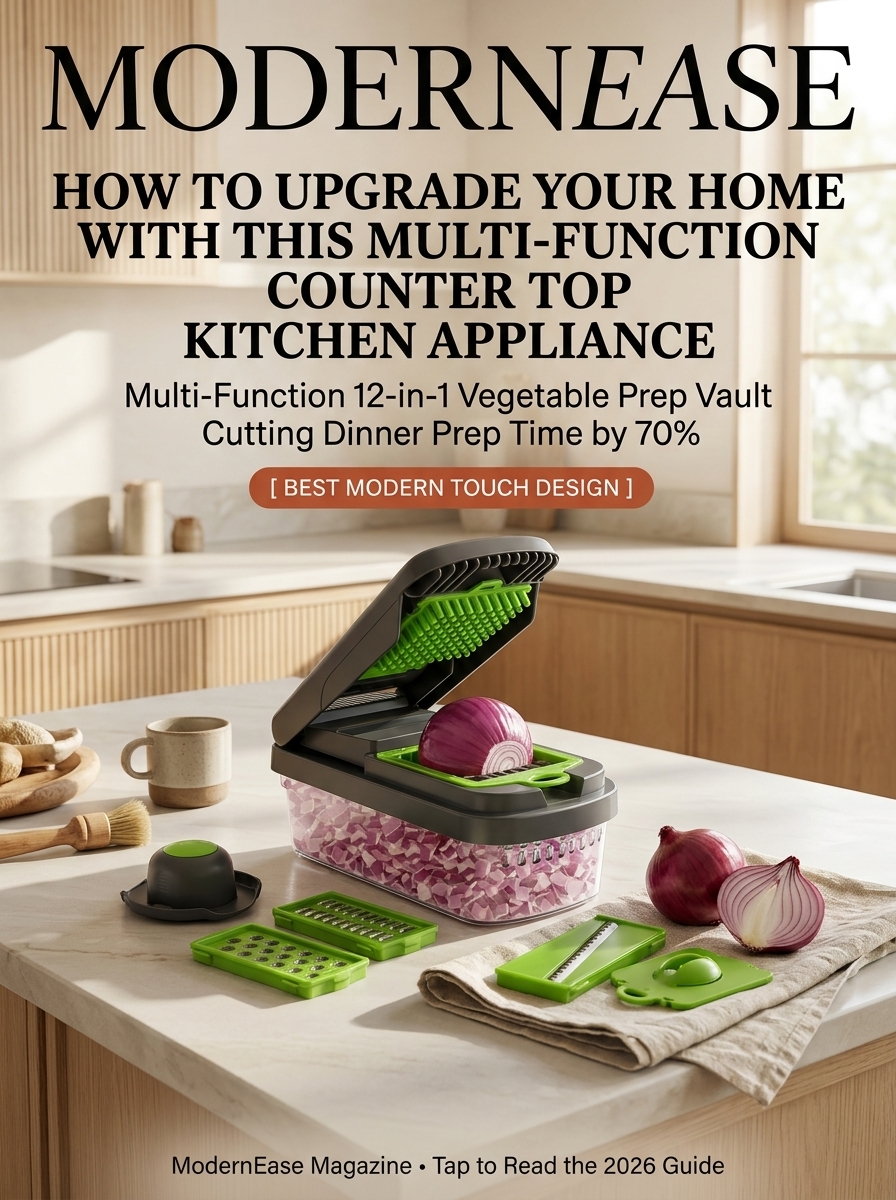 MODERNEASE
HOW TO UPGRADE YOUR HOME
WITH THIS MULTI-FUNCTION
COUNTER TOP
KITCHEN APPLIANCE
Multi-Function 12-in-1 Vegetable Prep Vault
Cutting Dinner Prep Time by 70%
[ BEST MODERN TOUCH DESIGN ]
ModernEase Magazine • Tap to Read the 2026 Guide